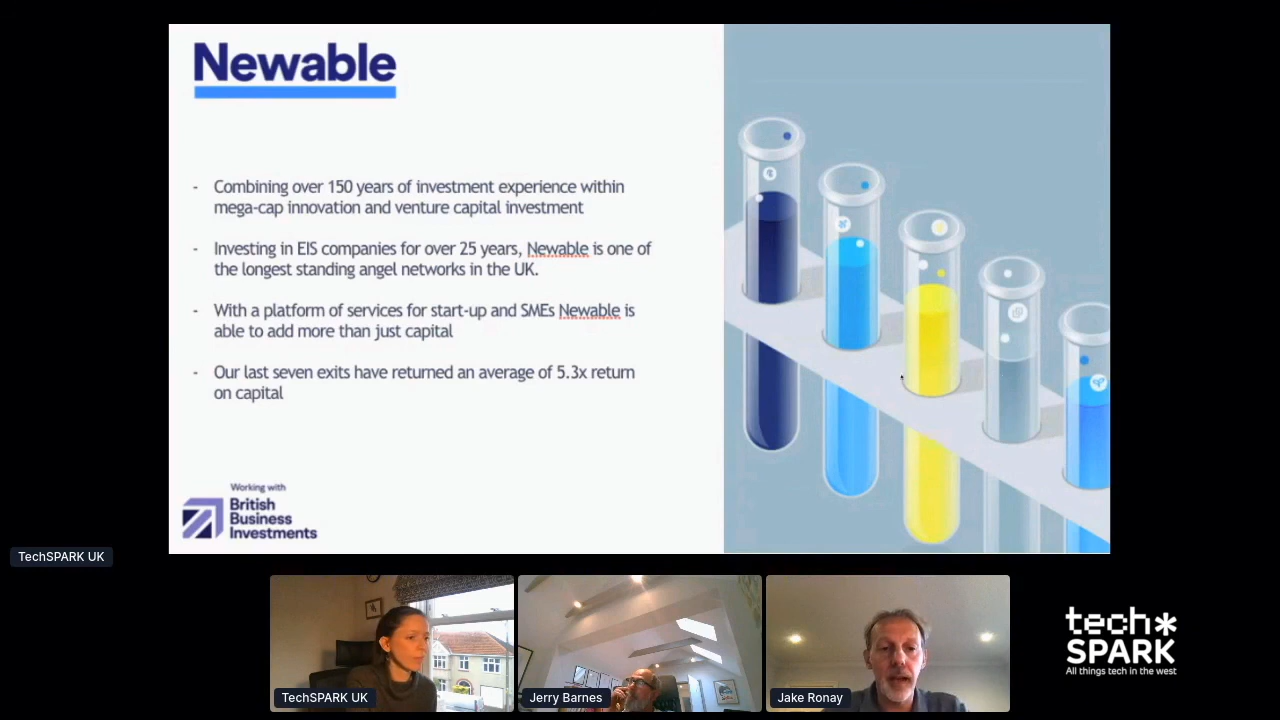 Newable
- Combining over 150 years of investment experience within
mega-cap innovation and venture capital investment
- Investing in EIS companies for over 25 years, Newable is one of
the longest standing angel networks in the UK.
- With a platform of services for start-up and SMEs Newable is
able to add more than just capital
- Our last seven exits have returned an average of 5.3x return
on capital
Working with
British
Business
Investments
TechSPARK UK
TechSPARK UK
Jerry Barnes
Jake Ronay
tech*
SPARK
All things tech in the west